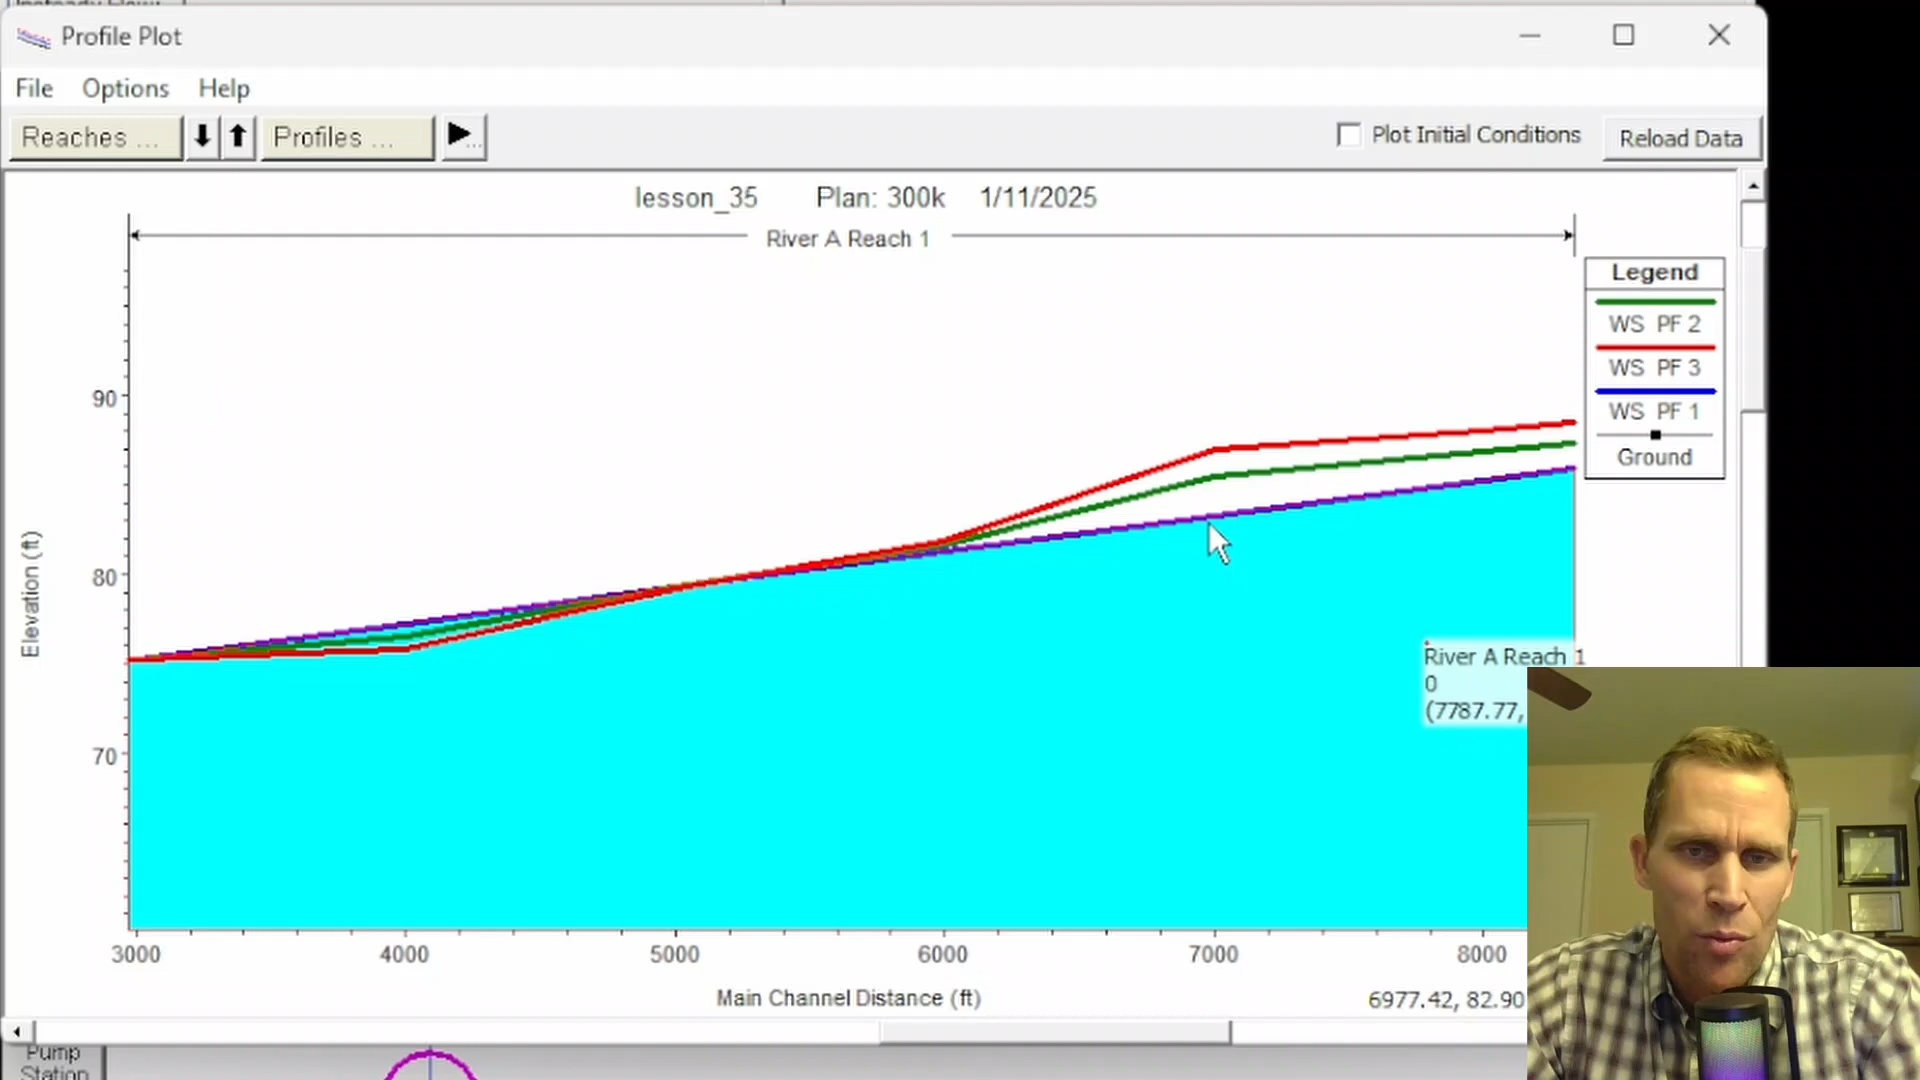 Profile Plot
File Options Help
Reaches ...
Profiles ...
Plot Initial Conditions
Reload Data
lesson_35 Plan: 300k 1/11/2025
River A Reach 1
Legend
WS PF 2
WS PF 3
WS PF 1
Ground
90
80
70
Elevation (ft)
River A Reach 1
0
(7787.77,
3000 4000 5000 6000 7000 8000
Main Channel Distance (ft)
6977.42, 82.90
Pump
Station